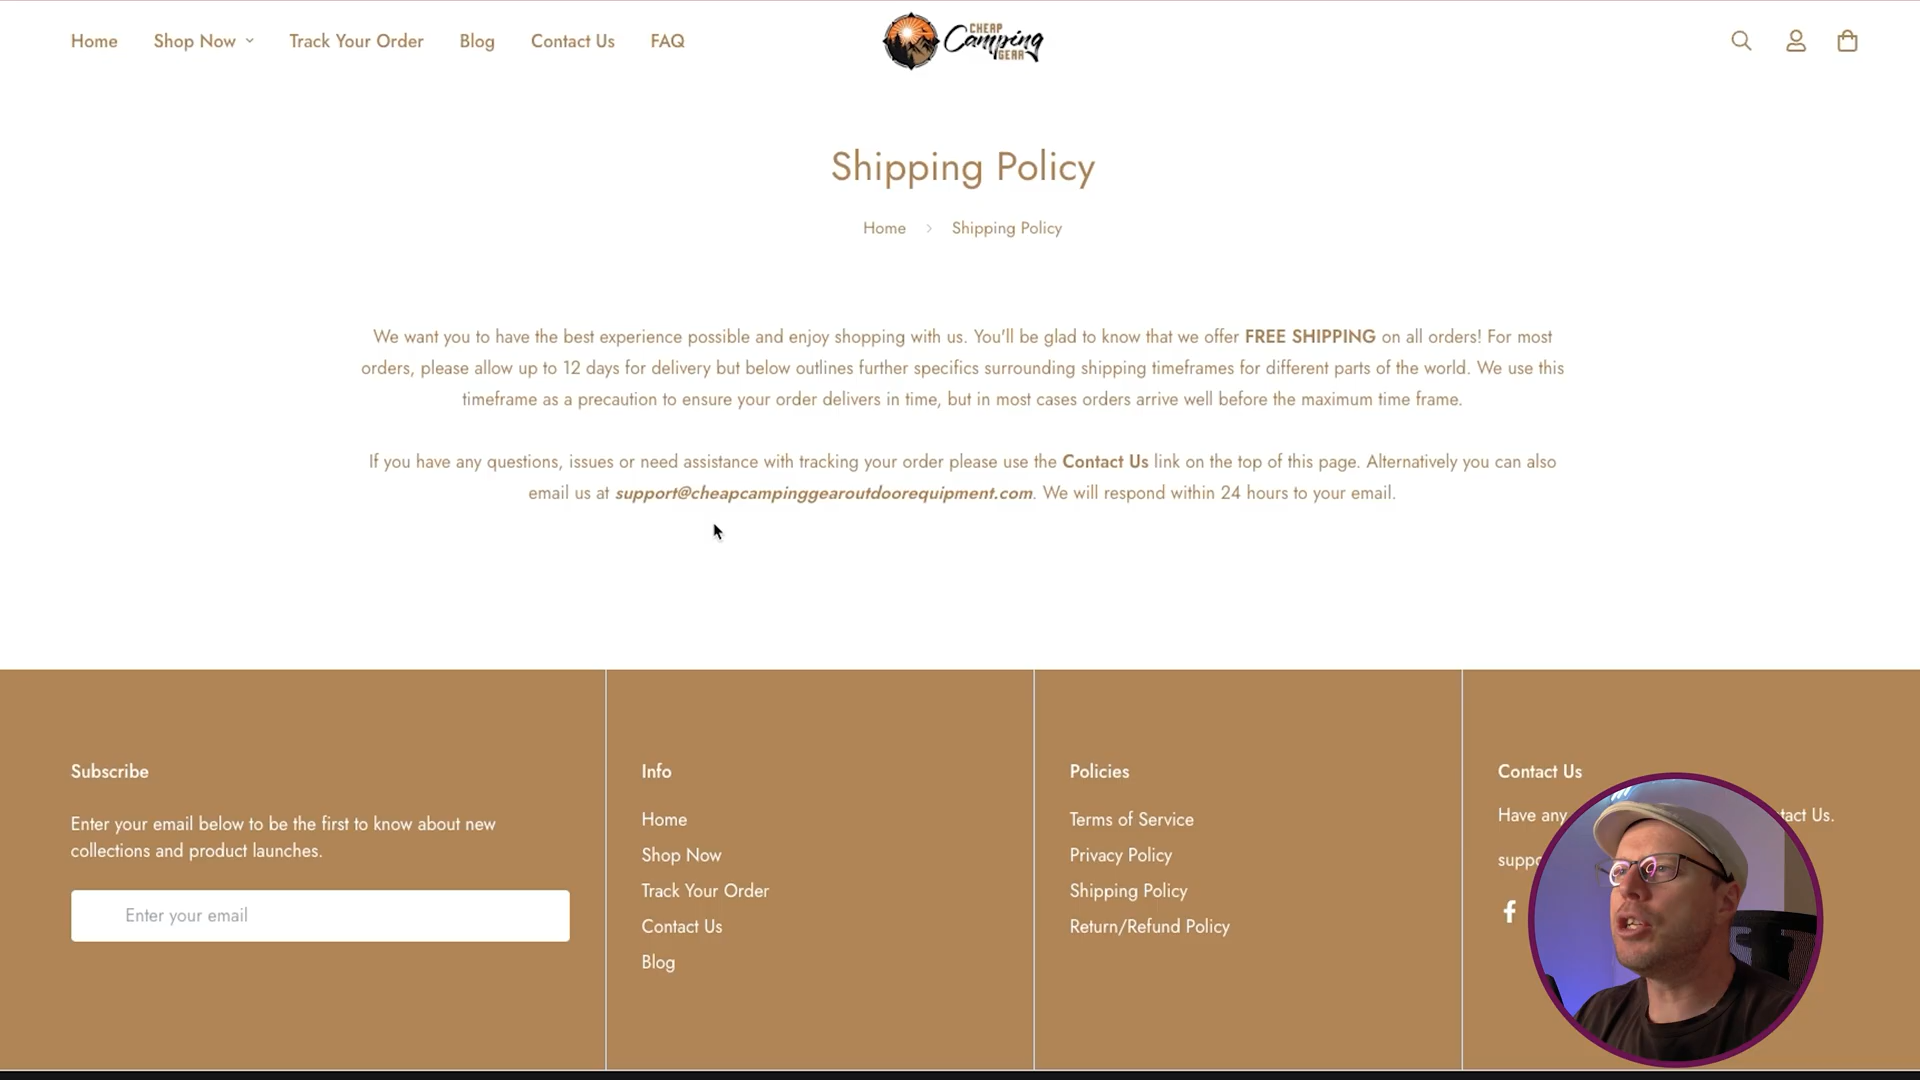 Home
Shop Now
Track Your Order
Blog
Contact Us
FAQ
CHEAP
Camping
GEAR
Shipping Policy
Home
Shipping Policy
We want you to have the best experience possible and enjoy shopping with us. You'll be glad to know that we offer FREE SHIPPING on all orders! For most
orders, please allow up to 12 days for delivery but below outlines further specifics surrounding shipping timeframes for different parts of the world. We use this
timeframe as a precaution to ensure your order delivers in time, but in most cases orders arrive well before the maximum time frame.
If you have any questions, issues or need assistance with tracking your order please use the Contact Us link on the top of this page. Alternatively you can also
email us at support@cheapcampinggearoutdoorequipment.com. We will respond within 24 hours to your email.
Subscribe
Enter your email below to be the first to know about new
collections and product launches.
Enter your email
Info
Home
Shop Now
Track Your Order
Contact Us
Blog
Policies
Terms of Service
Privacy Policy
Shipping Policy
Return/Refund Policy
Contact Us
Have any
Us.